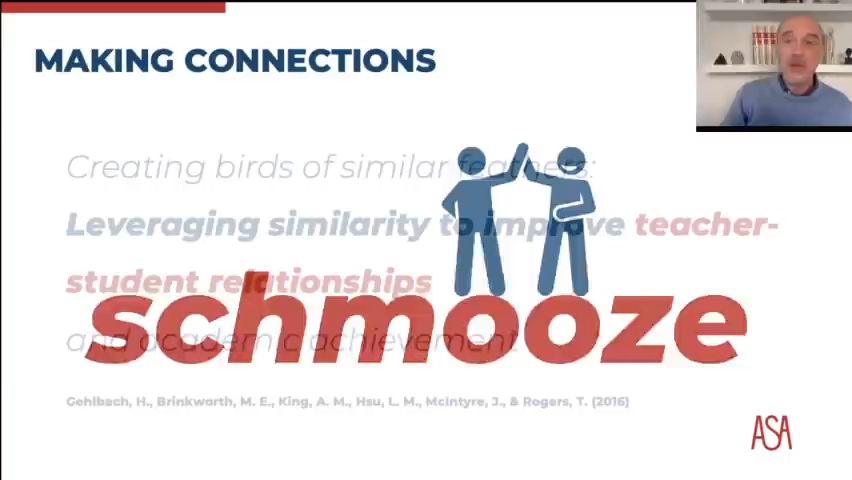 MAKING CONNECTIONS
Creating birds of similar feathers:
Leveraging similarity to improve teacher-
student relationships
schmooze
and academic achievement
Gehlbach, H., Brinkworth, M. E., King, A. M., Hsu, L. M., McIntyre, J., & Rogers, T. (2016)
ASA